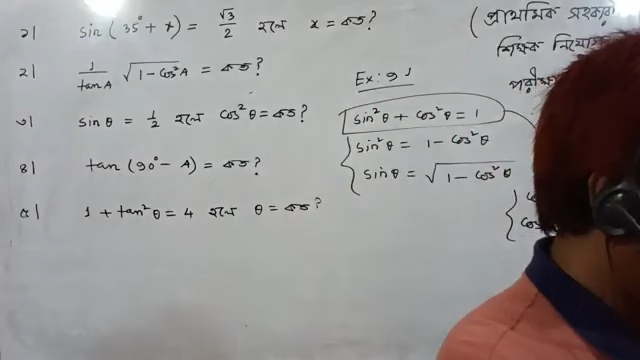 ১| sin (35° + x) = √3/2 হলে x = কত?
২| 1/tanA √1 − cos²A = কত?
৩| sinθ = 1/2 হলে cos²θ = কত?
৪| tan (90° − A) = কত?
৫| 1 + tan²θ = 4 হলে θ = কত?
(প্রাথমিক সহকারী
শিক্ষক নিয়োগ
Ex: 9.1
sin²θ + cos²θ = 1
sin²θ = 1 − cos²θ
sinθ = √1 − cos²θ